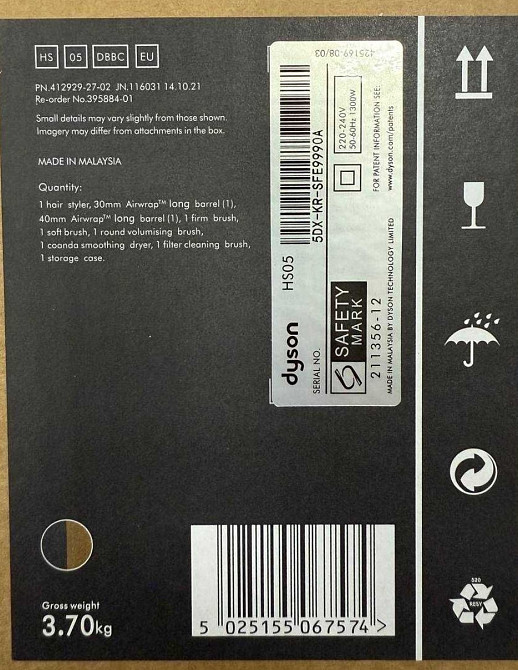 HS 05 DBBC EU
PN.412929-27-02 JN.116031 14.10.21
Re-order No.395884-01
Small details may vary slightly from those shown.
Imagery may differ from attachments in the box.
MADE IN MALAYSIA
Quantity:
1 hair styler, 30mm Airwrap™ long barrel (1),
40mm Airwrap™ long barrel (1), 1 firm brush,
1 soft brush, 1 round volumising brush,
1 coanda smoothing dryer, 1 filter cleaning brush,
1 storage case.
dyson HS05
SERIAL NO.
5DX-KR-SFE9990A
SAFETY
MARK
211356-12
220-240V
50-60Hz 1300W
FOR PATENT INFORMATION SEE:
www.dyson.com/patents
MADE IN MALAYSIA BY DYSON TECHNOLOGY LIMITED
425169-08/03
Gross weight
3.70kg
5 025155 067574 >
S20
RESY